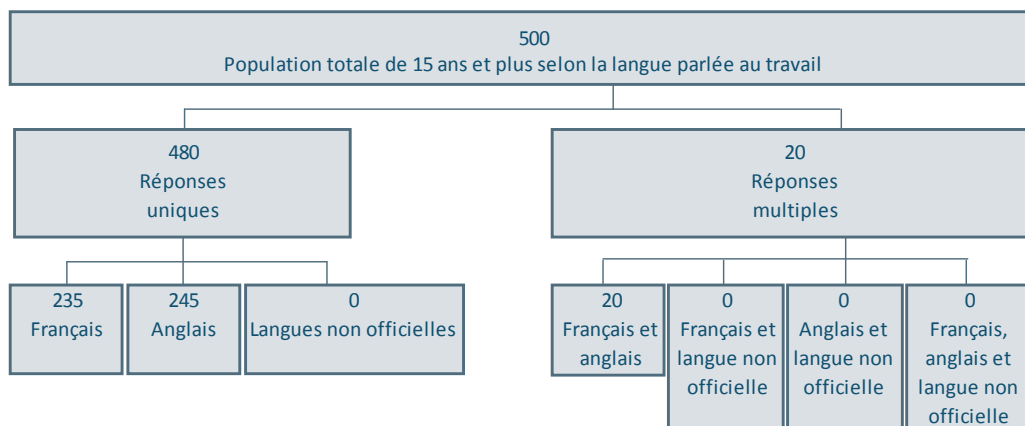 500
Population totale de 15 ans et plus selon la langue parlée au travail
480
Réponses
uniques
20
Réponses
multiples
235
Français
245
Anglais
0
Langues non officielles
20
Français et
anglais
0
Français et
langue non
officielle
0
Anglais et
langue non
officielle
0
Français,
anglais et
langue non
officielle